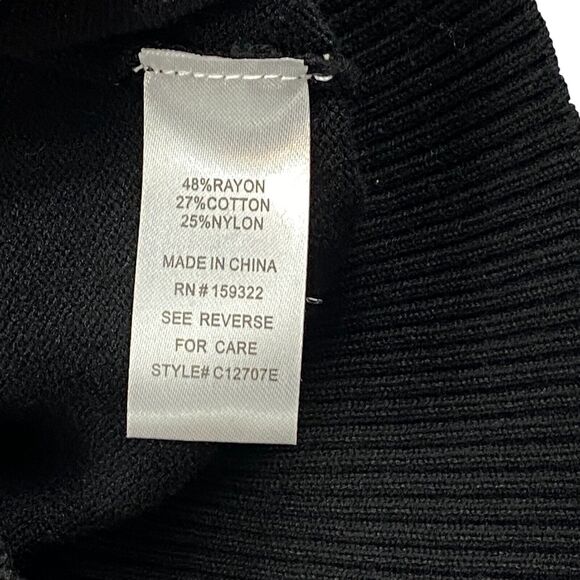 48%RAYON
27%COTTON
25%NYLON
MADE IN CHINA
RN # 159322
SEE REVERSE
FOR CARE
STYLE# C12707E